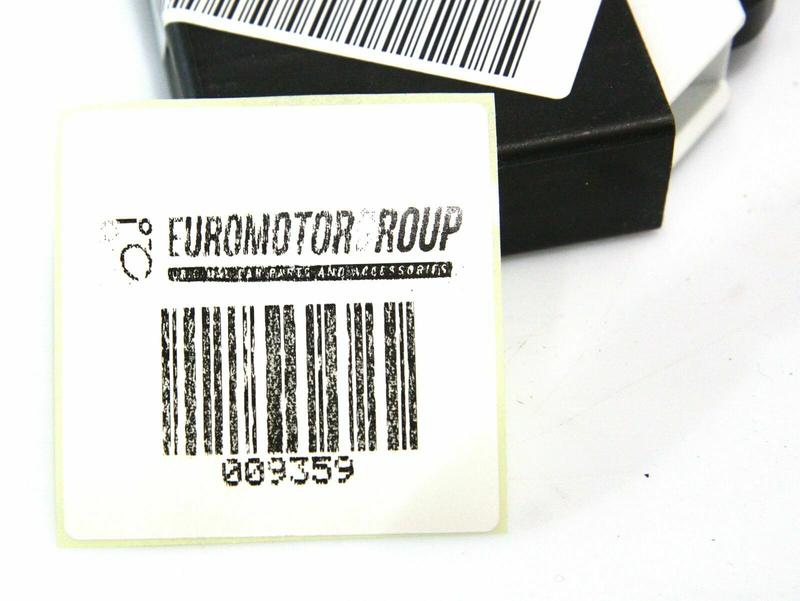 EUROMOTORGROUP
CAR PARTS AND ACCESSORIES
009359